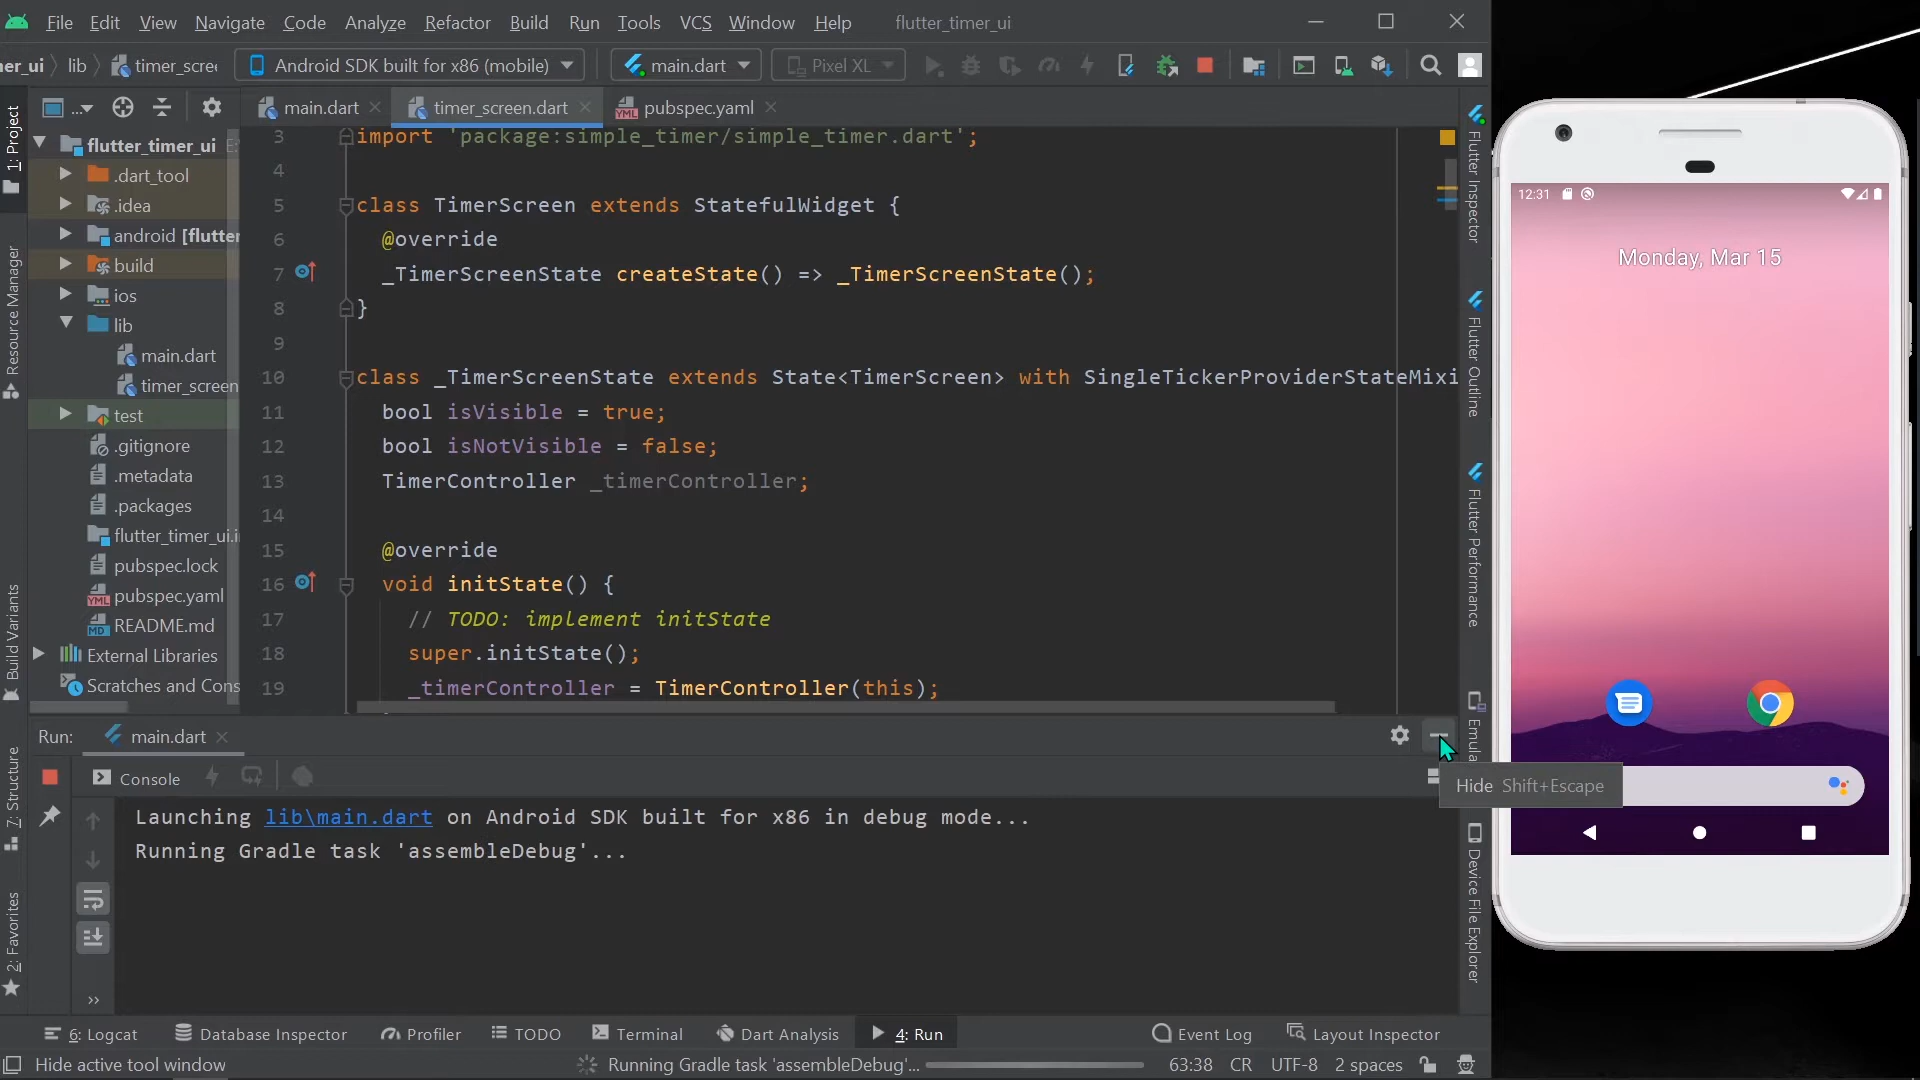 File Edit View Navigate Code Analyze Refactor Build Run Tools VCS Window Help flutter_timer_ui
lib timer_scre Android SDK built for x86 (mobile) main.dart Pixel XL
... main.dart timer_screen.dart pubspec.yaml
1: Project
Resource Manager
Build Variants
7: Structure
2: Favorites
flutter_timer_ui
.dart_tool
.idea
android [flutter
build
ios
lib
main.dart
timer_screen
test
.gitignore
.metadata
.packages
flutter_timer_ui.i
pubspec.lock
pubspec.yaml
README.md
External Libraries
Scratches and Cons
3 import 'package:simple_timer/simple_timer.dart';
4
5 class TimerScreen extends StatefulWidget {
6 @override
7 _TimerScreenState createState() => _TimerScreenState();
8 }
9
10 class _TimerScreenState extends State<TimerScreen> with SingleTickerProviderStateMixi
11 bool isVisible = true;
12 bool isNotVisible = false;
13 TimerController _timerController;
14
15 @override
16 void initState() {
17 // TODO: implement initState
18 super.initState();
19 _timerController = TimerController(this);
Flutter Inspector
Flutter Outline
Flutter Performance
Emula
Device File Explorer
12:31
Monday, Mar 15
Run: main.dart
Console
Hide Shift+Escape
Launching lib\main.dart on Android SDK built for x86 in debug mode...
Running Gradle task 'assembleDebug'...
6: Logcat Database Inspector Profiler TODO Terminal Dart Analysis 4: Run Event Log Layout Inspector
Hide active tool window Running Gradle task 'assembleDebug'... 63:38 CR UTF-8 2 spaces